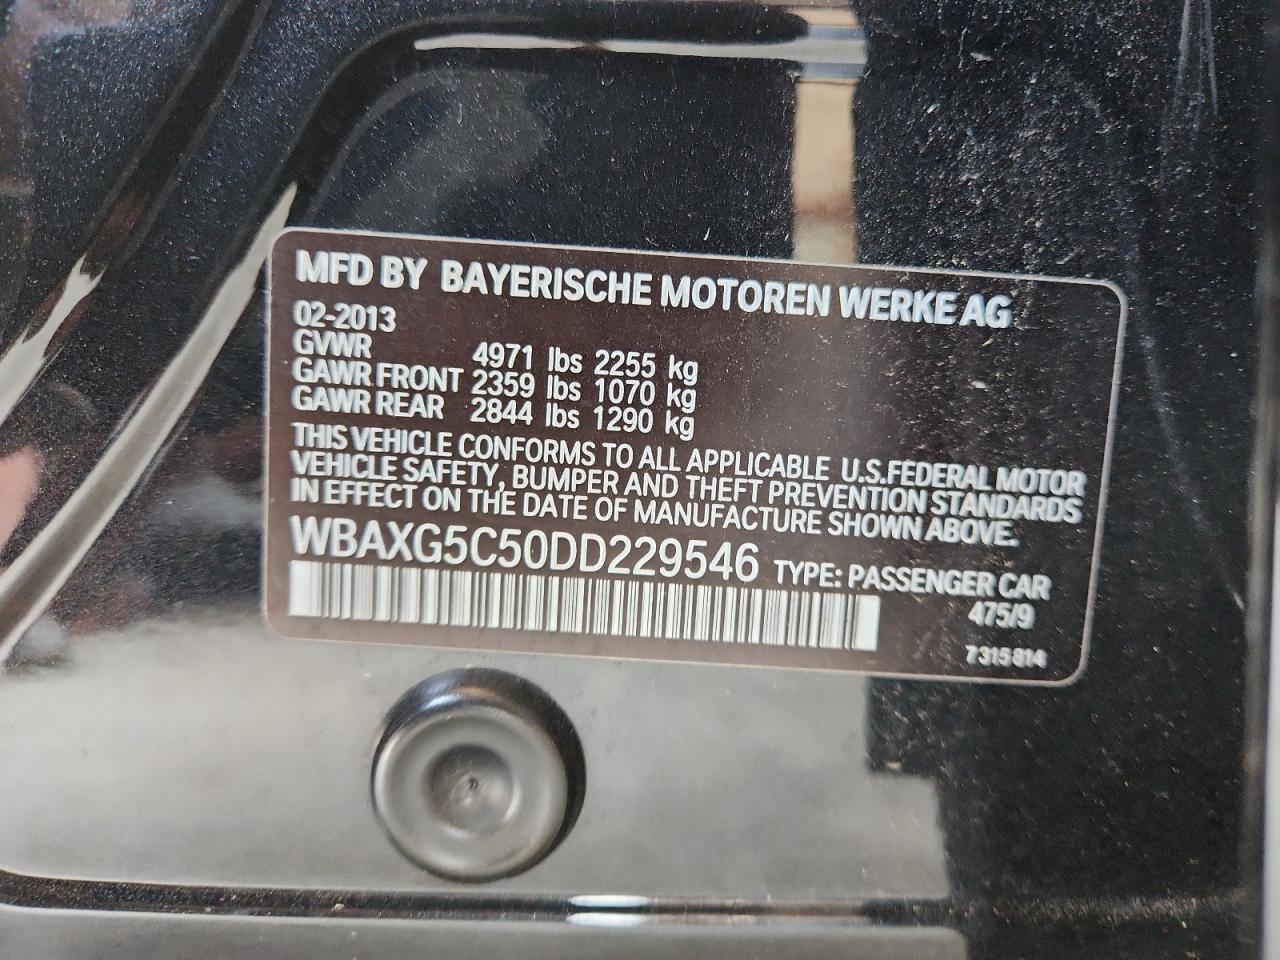 MFD BY BAYERISCHE MOTOREN WERKE AG
02-2013
GVWR 4971 lbs 2255 kg
GAWR FRONT 2359 lbs 1070 kg
GAWR REAR 2844 lbs 1290 kg
THIS VEHICLE CONFORMS TO ALL APPLICABLE U.S.FEDERAL MOTOR
VEHICLE SAFETY, BUMPER AND THEFT PREVENTION STANDARDS
IN EFFECT ON THE DATE OF MANUFACTURE SHOWN ABOVE.
WBAXG5C50DD229546 TYPE: PASSENGER CAR
475/9
7315814